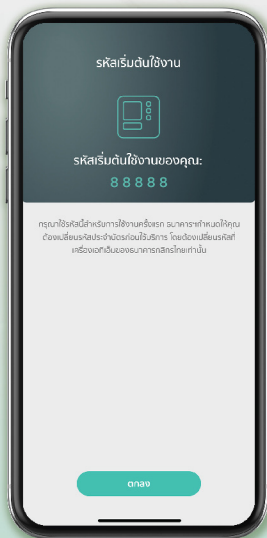 รหัสเริ่มต้นใช้งาน
รหัสเริ่มต้นใช้งานของคุณ:
88888
กรุณาใช้รหัสนี้สำหรับการใช้งานครั้งแรก ธนาคารฯกำหนดให้คุณ
ต้องเปลี่ยนรหัสประจำบัตรก่อนใช้บริการ โดยต้องเปลี่ยนรหัสที่
เครื่องเอทีเอ็มของธนาคารกสิกรไทยเท่านั้น
ตกลง